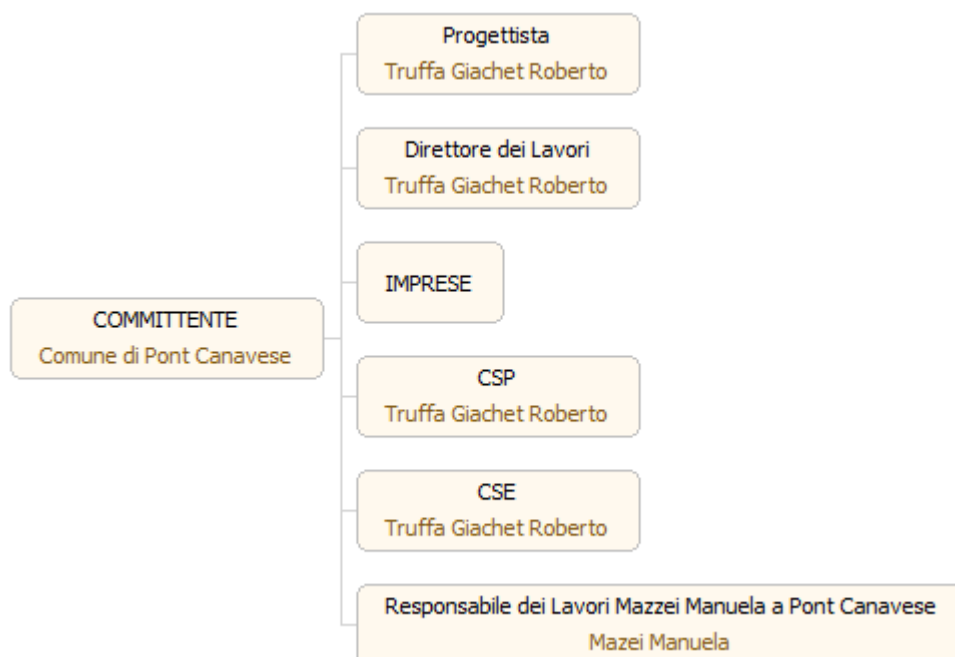 Progettista
Truffa Giachet Roberto
Direttore dei Lavori
Truffa Giachet Roberto
IMPRESE
COMMITTENTE
Comune di Pont Canavese
CSP
Truffa Giachet Roberto
CSE
Truffa Giachet Roberto
Responsabile dei Lavori Mazzei Manuela a Pont Canavese
Mazei Manuela